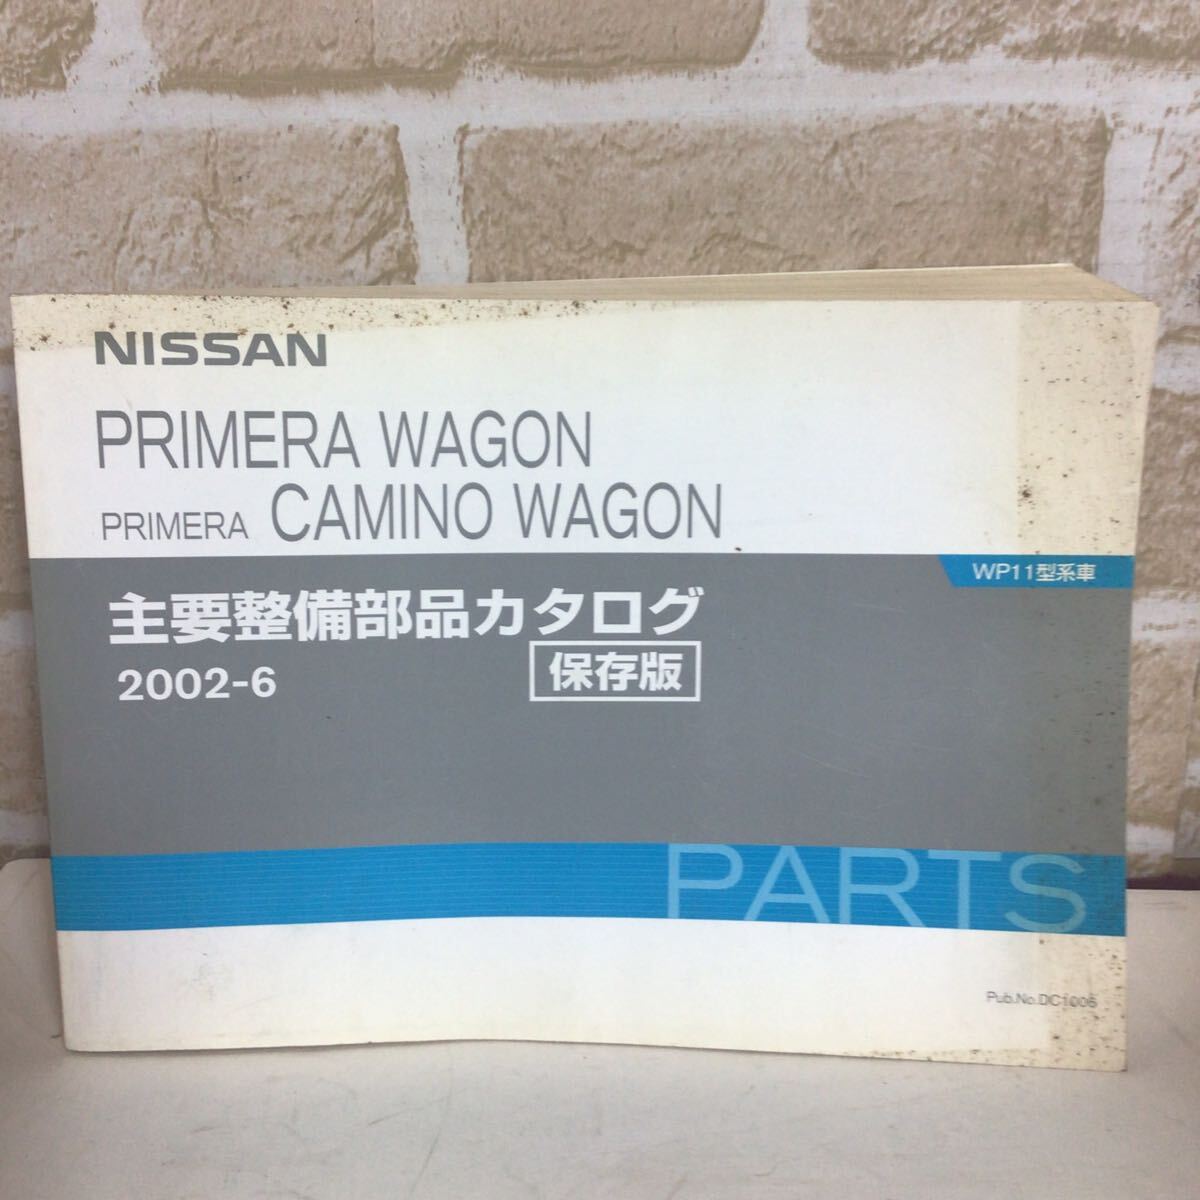 NISSAN
PRIMERA WAGON
PRIMERA CAMINO WAGON
WP11型系車
主要整備部品カタログ
2002-6
保存版
PARTS
Pub.No.DC1006